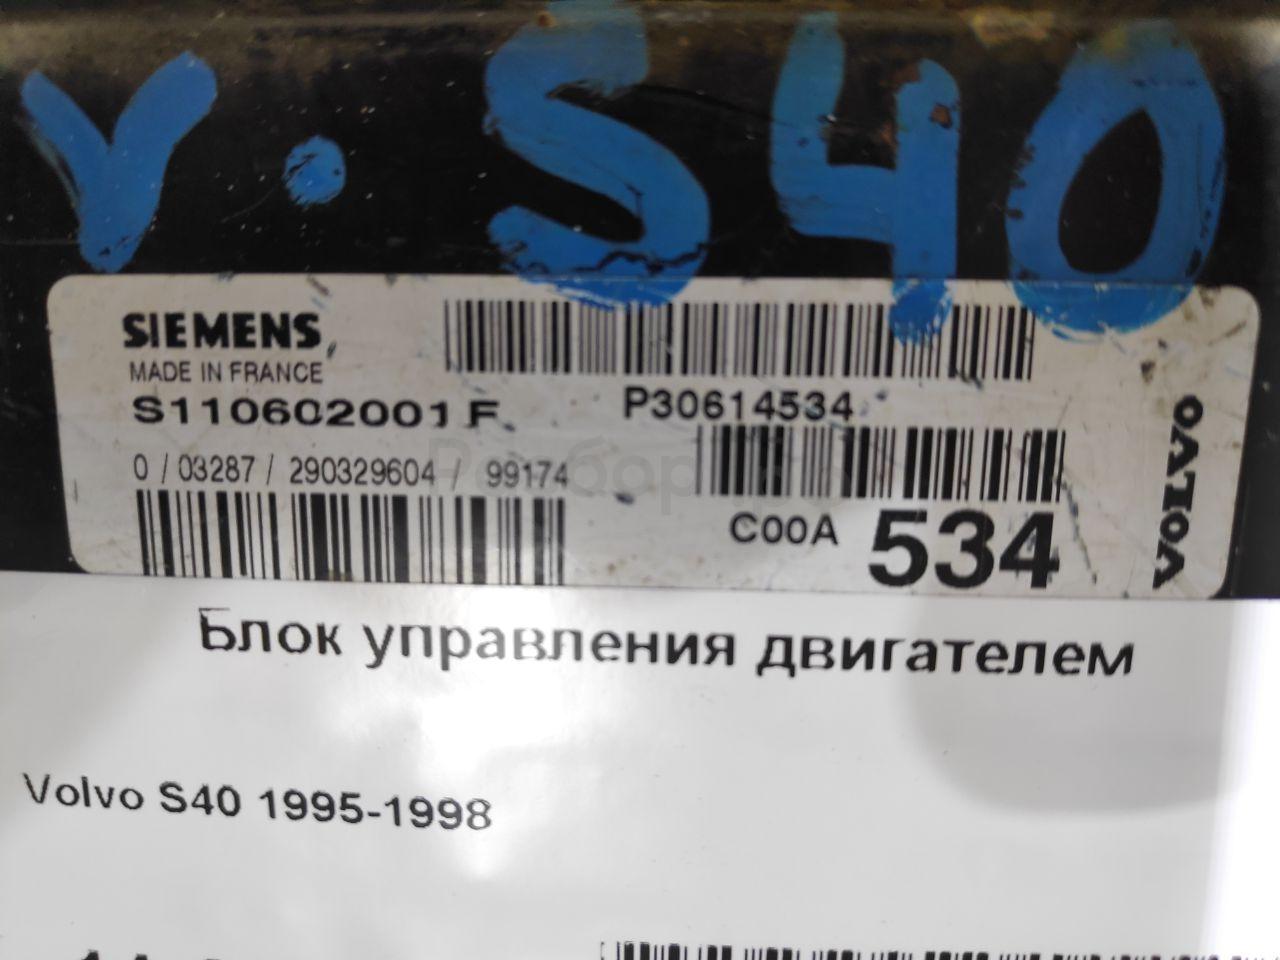 V. S40
SIEMENS
MADE IN FRANCE
S110602001 F
P30614534
0 / 03287 / 290329604 / 99174
C00A 534
VOLVO
Блок управления двигателем
Volvo S40 1995-1998